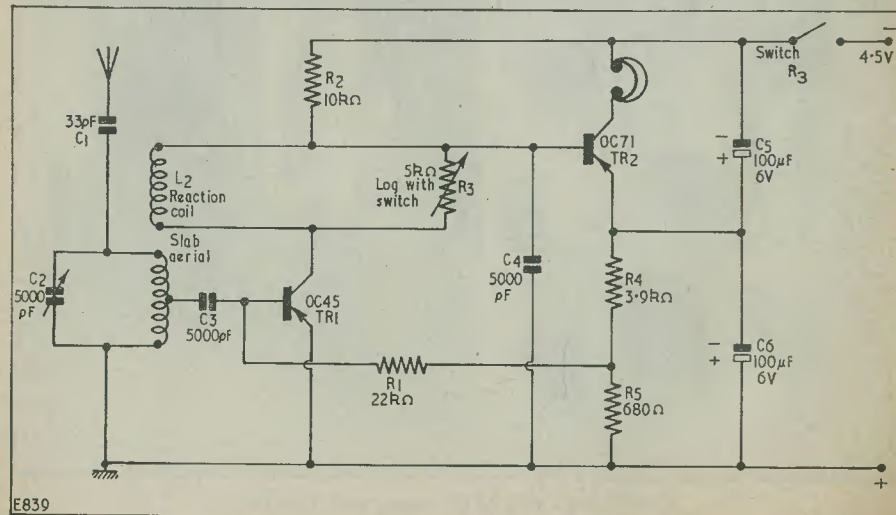 Switch
R3
-
4·5V
R2
10kΩ
33pF
C1
OC71
TR2
-
+
C5
100µF
6V
5kΩ
Log with
switch
R3
L2
Reaction
coil
Slab
aerial
C2
5000
pF
C3
5000pF
OC45
TR1
C4
5000
pF
R4
3·9kΩ
R1
22kΩ
R5
680Ω
-
+
C6
100µF
6V
+
E839